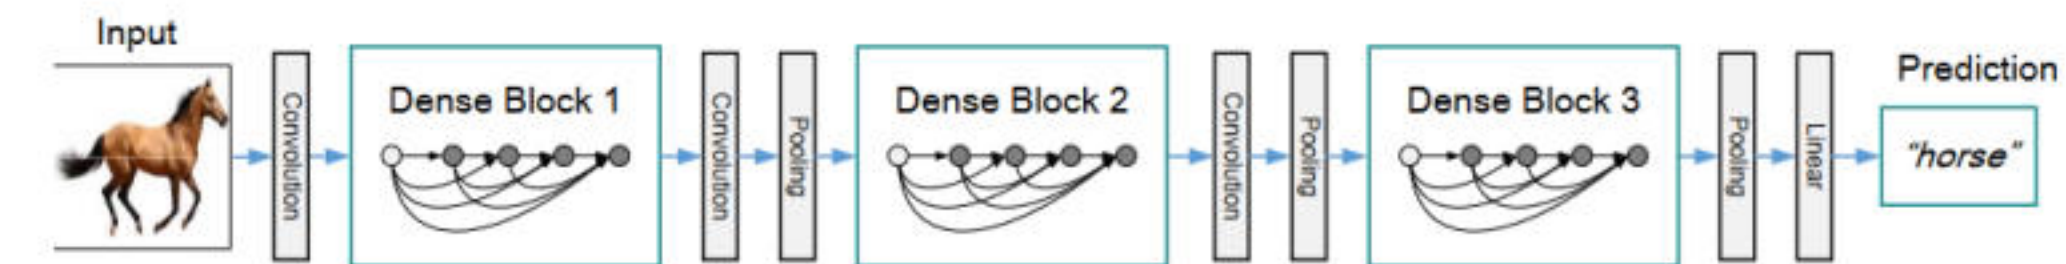 Input
Convolution
Dense Block 1
Convolution
Pooling
Dense Block 2
Convolution
Pooling
Dense Block 3
Pooling
Linear
Prediction
"horse"